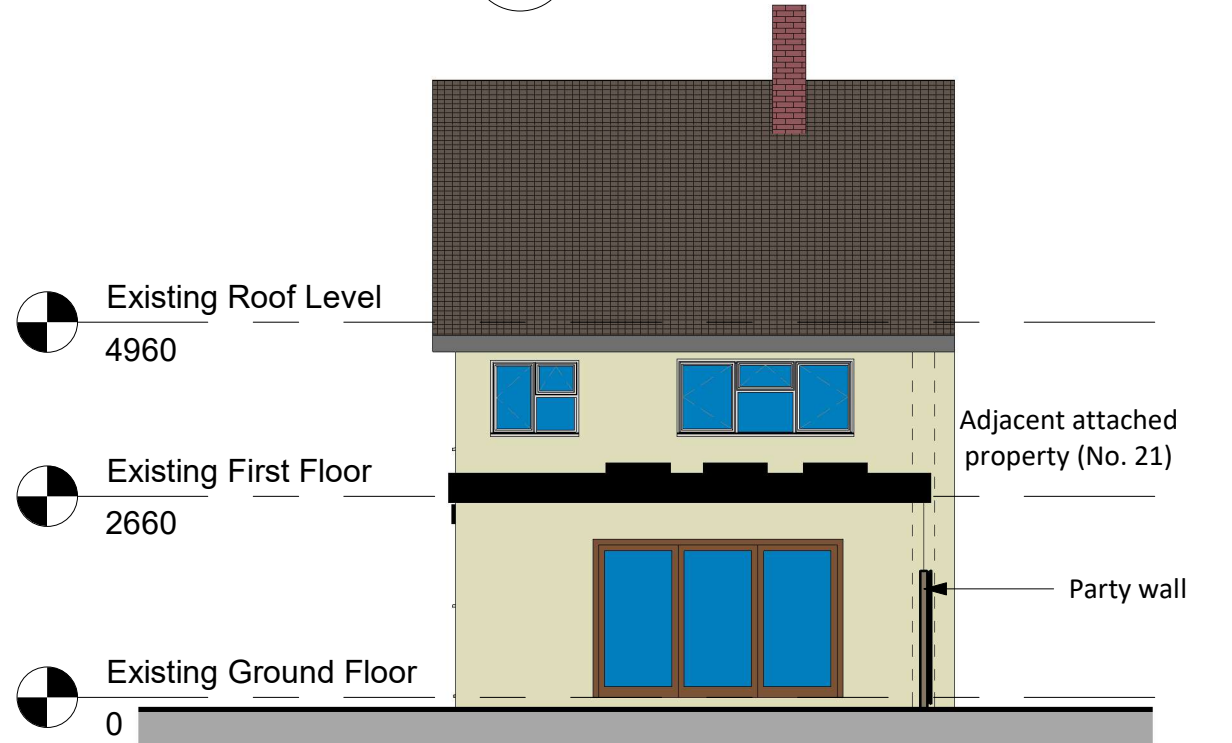 Existing Roof Level
4960
Adjacent attached
property (No. 21)
Existing First Floor
2660
Party wall
Existing Ground Floor
0